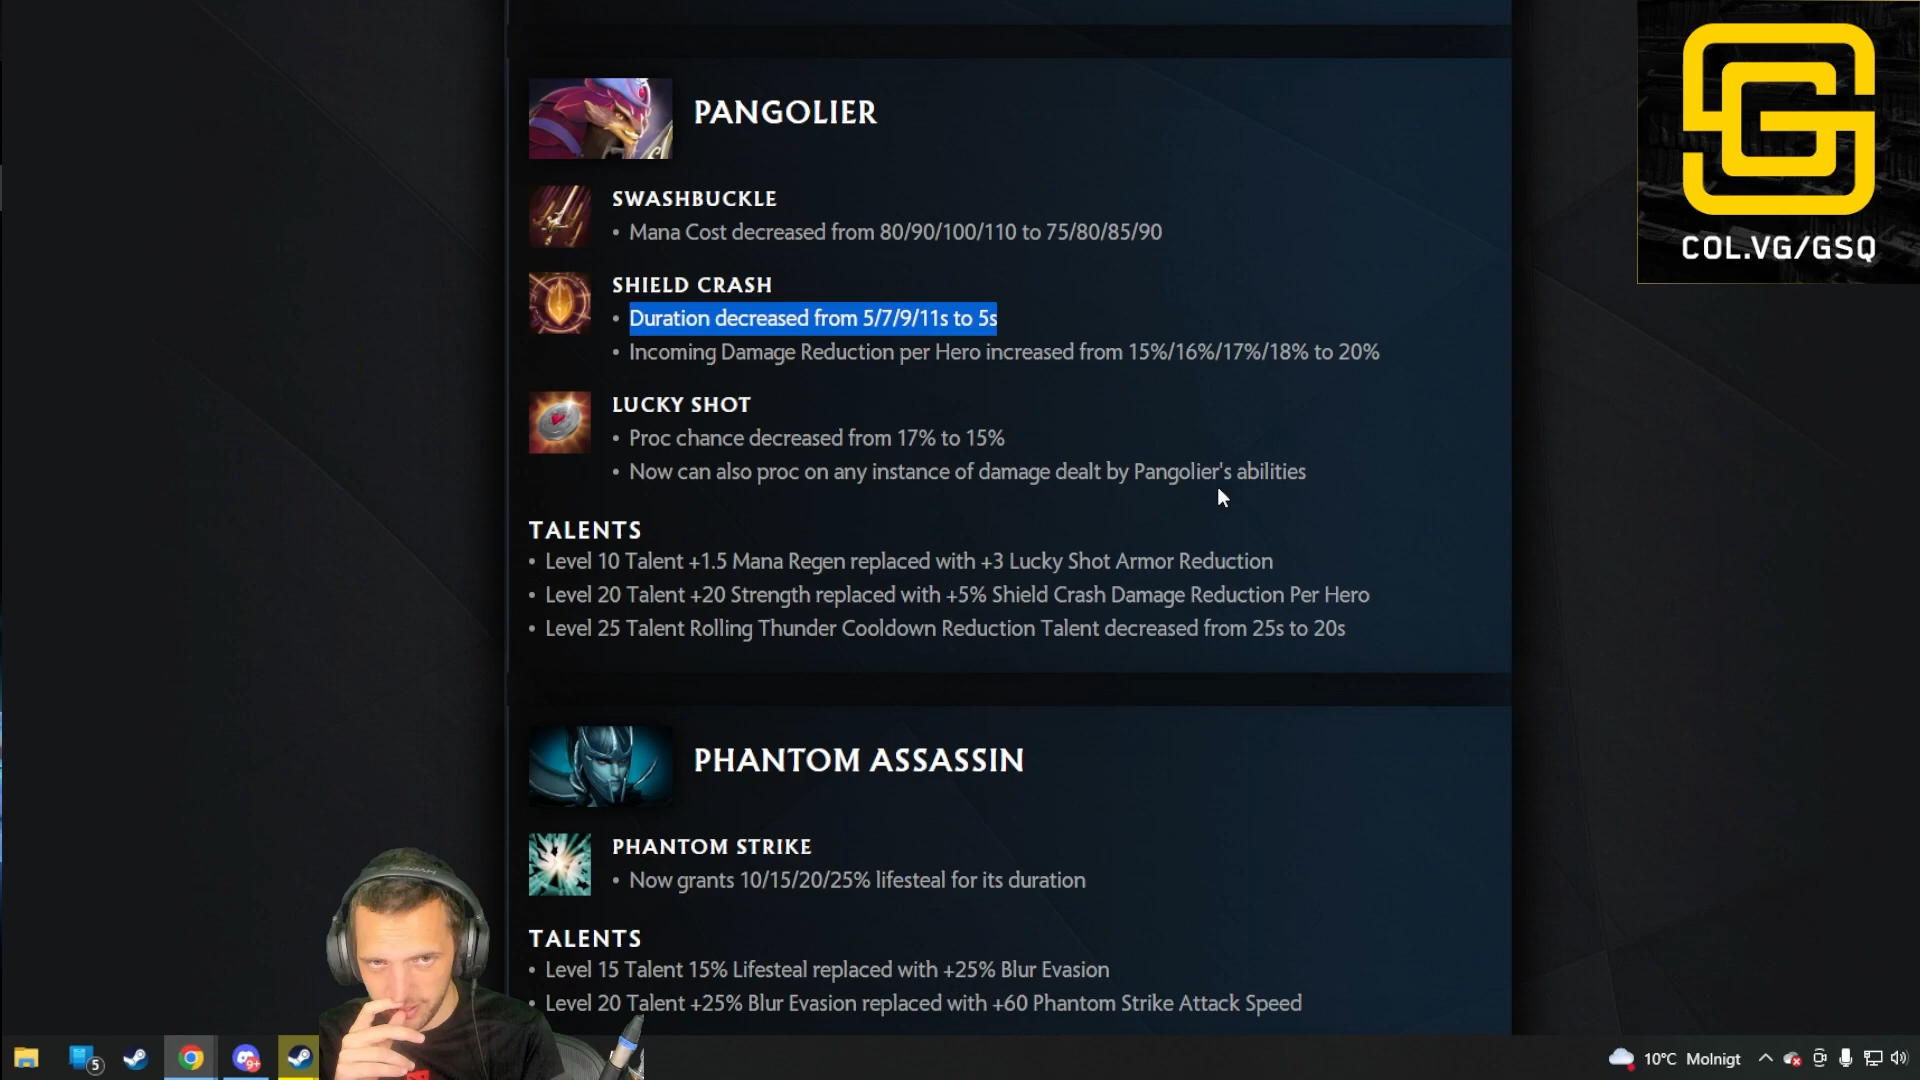 PANGOLIER
SWASHBUCKLE
• Mana Cost decreased from 80/90/100/110 to 75/80/85/90
SHIELD CRASH
• Duration decreased from 5/7/9/11s to 5s
• Incoming Damage Reduction per Hero increased from 15%/16%/17%/18% to 20%
LUCKY SHOT
• Proc chance decreased from 17% to 15%
• Now can also proc on any instance of damage dealt by Pangolier's abilities
TALENTS
• Level 10 Talent +1.5 Mana Regen replaced with +3 Lucky Shot Armor Reduction
• Level 20 Talent +20 Strength replaced with +5% Shield Crash Damage Reduction Per Hero
• Level 25 Talent Rolling Thunder Cooldown Reduction Talent decreased from 25s to 20s
PHANTOM ASSASSIN
PHANTOM STRIKE
• Now grants 10/15/20/25% lifesteal for its duration
TALENTS
• Level 15 Talent 15% Lifesteal replaced with +25% Blur Evasion
• Level 20 Talent +25% Blur Evasion replaced with +60 Phantom Strike Attack Speed
COL.VG/GSQ
5
9+
10°C Molnigt